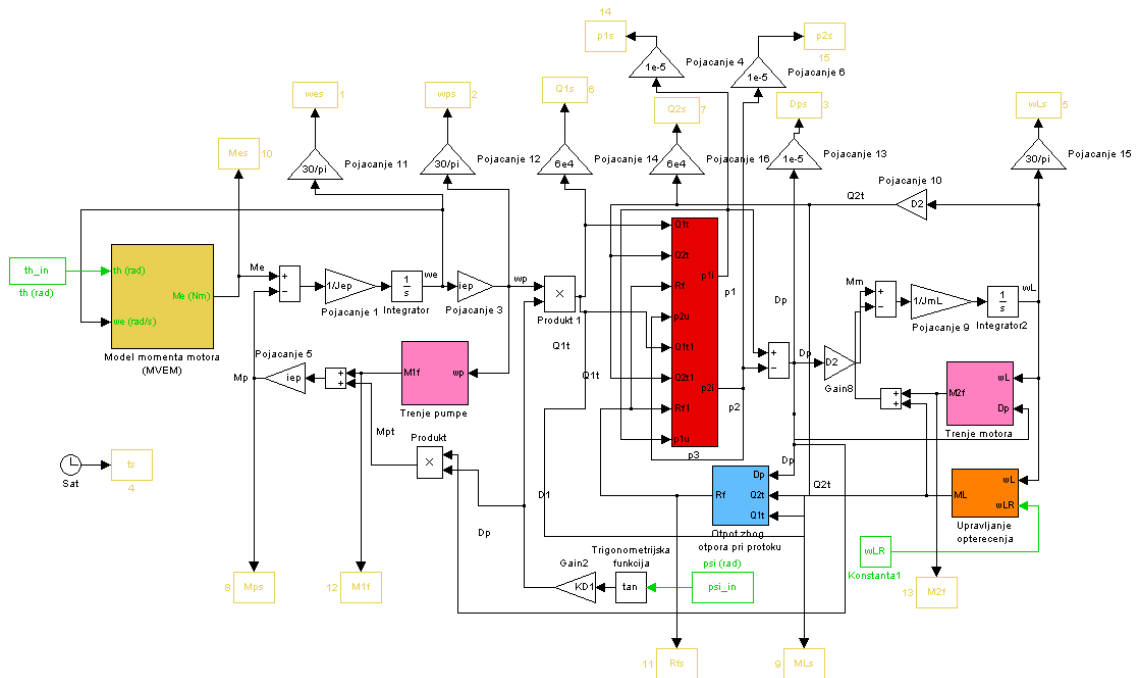 14
p1s
p2s
15
1e-5
Pojacanje 4
1e-5
Pojacanje 6
wes
1
wps
2
Q1s
6
Q2s
7
Dps
3
wLs
5
Mes
10
30/pi
Pojacanje 11
30/pi
Pojacanje 12
6e4
Pojacanje 14
6e4
Pojacanje 16
1e-5
Pojacanje 13
30/pi
Pojacanje 15
Pojacanje 10
Q2t
D2
th_in
th (rad)
th (rad)
Me (Nm)
we (rad/s)
Model momenta motora
(MVEM)
Me
1/Jep
Pojacanje 1
1
s
Integrator
we
iep
Pojacanje 3
wp
Produkt 1
Q1t
Q1t
Q1t
Q2t
Rf
p2u
Q1t1
Q2t1
Rf1
p1u
p1i
p2i
p1
p2
p3
Dp
Dp
D2
Gain8
Mm
1/JmL
Pojacanje 9
1
s
Integrator2
wL
M2f
wL
Dp
Trenje motora
Pojacanje 5
Mp
iep
M1f
wp
Trenje pumpe
Mpt
Produkt
Dp
D1
Dp
Rf
Dp
Q2t
Q1t
Otpot zbog
otpora pri protoku
Q2t
ML
wL
wLR
Upravljanje
opterecenja
wLR
Konstanta1
Sat
ts
4
Gain2
KD1
Trigonometrijska
funkcija
tan
psi (rad)
psi_in
8
Mps
12
M1f
13
M2f
11
Rfs
9
MLs